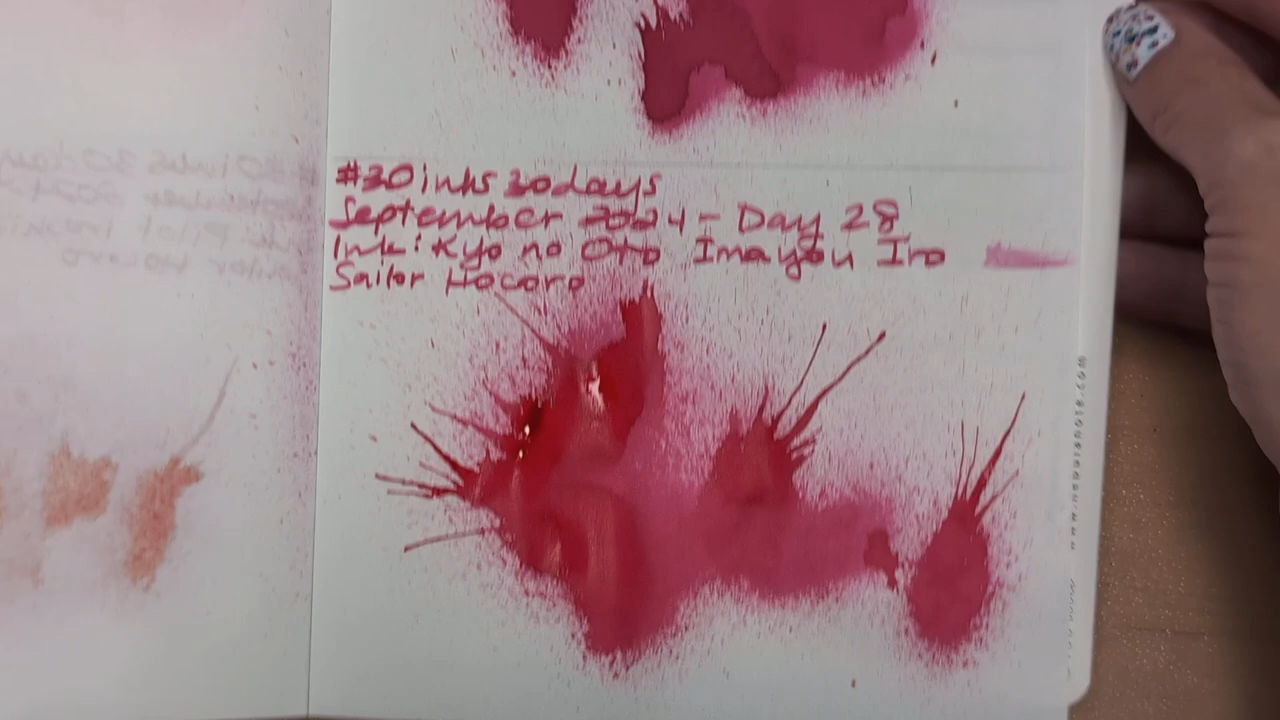 #30inks30days
September 2024 - Day 28
Ink: Kyo no Oto Imayou Iro
Sailor Hocoro